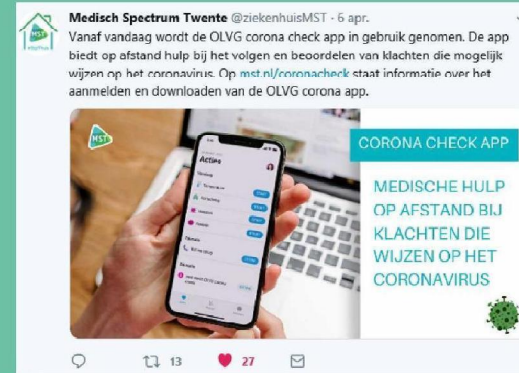 Medisch Spectrum Twente @ziekenhuisMST · 6 apr.
Vanaf vandaag wordt de OLVG corona check app in gebruik genomen. De app
biedt op afstand hulp bij het volgen en beoordelen van klachten die mogelijk
wijzen op het coronavirus. Op mst.nl/coronacheck staat informatie over het
aanmelden en downloaden van de OLVG corona app.
MST
MST
Acties
CORONA CHECK APP
MEDISCHE HULP
OP AFSTAND BIJ
KLACHTEN DIE
WIJZEN OP HET
CORONAVIRUS
13
27